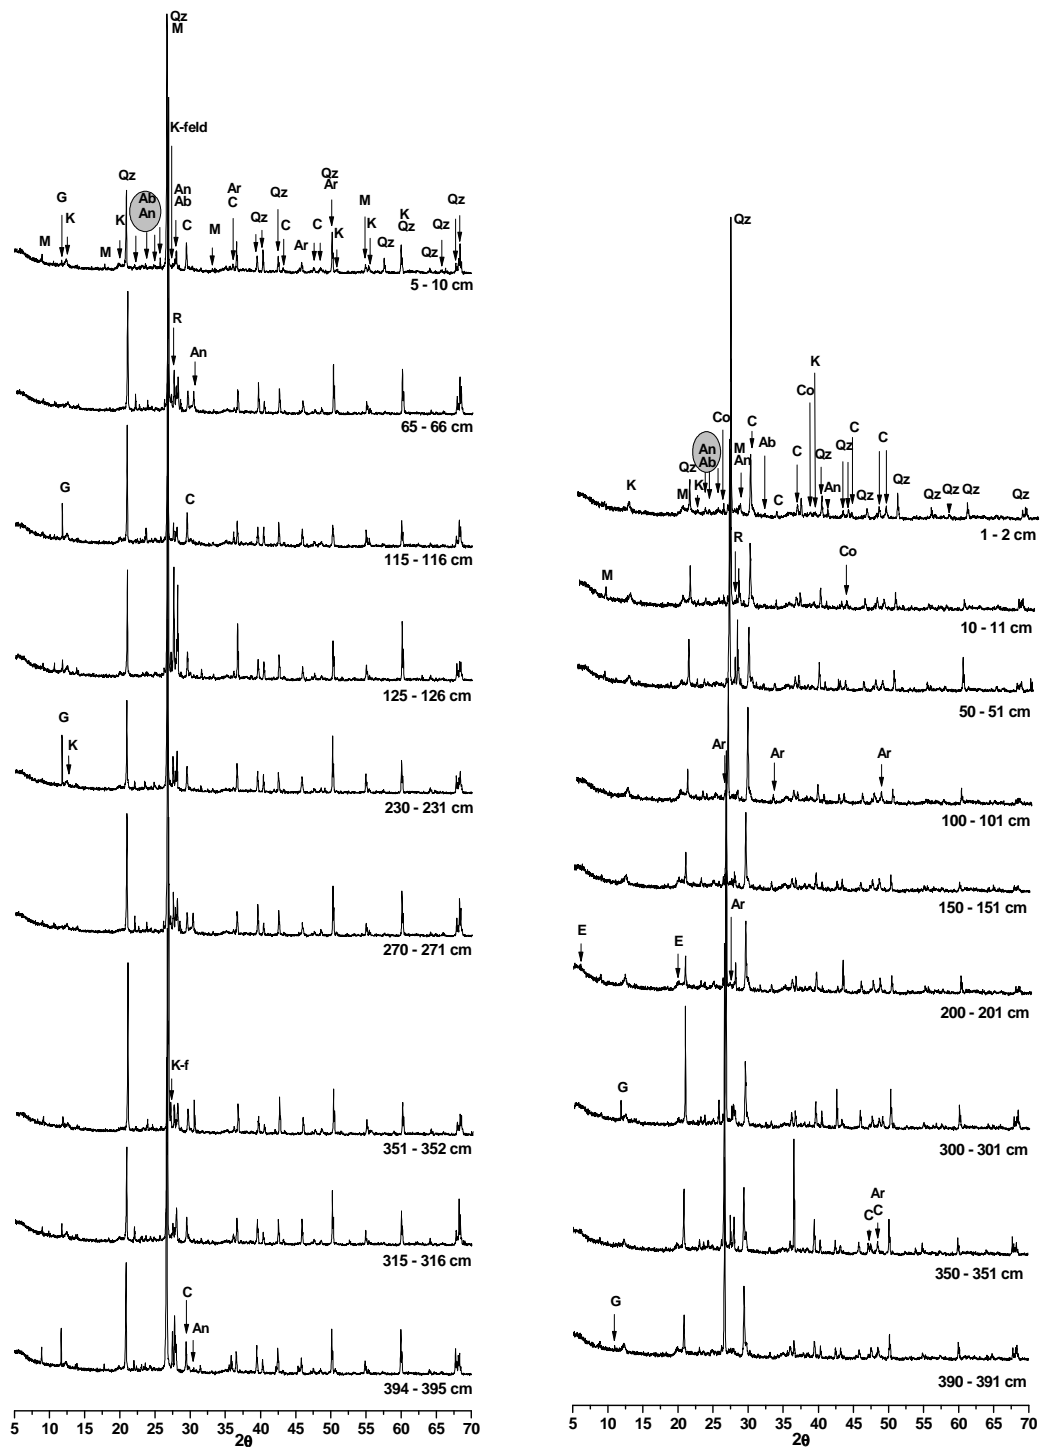 Qz
M
K-feld
Qz
Ab
An
An
Ab
Ar
C
Qz
Qz
Ar
M
K
Qz
Qz
G
K
M
M
K
C
M
Qz
C
Ar
C
K
K
Qz
Qz
Qz
5 - 10 cm
R
An
65 - 66 cm
G
C
115 - 116 cm
125 - 126 cm
G
K
230 - 231 cm
270 - 271 cm
K-f
351 - 352 cm
315 - 316 cm
C
An
394 - 395 cm
5 15 20 25 30 35 40 45 50 55 60 65 70
2θ
Qz
K
Co
Co
C
C
An
Ab
M
An
Ab
C
Qz
Qz
C
K
M
Qz
K
C
An
Qz
Qz
Qz
Qz
Qz
Qz
1 - 2 cm
M
R
Co
10 - 11 cm
50 - 51 cm
Ar
Ar
Ar
100 - 101 cm
150 - 151 cm
E
E
Ar
200 - 201 cm
G
300 - 301 cm
Ar
C
C
350 - 351 cm
G
390 - 391 cm
5 15 20 25 30 35 40 45 50 55 60 65 70
2θ